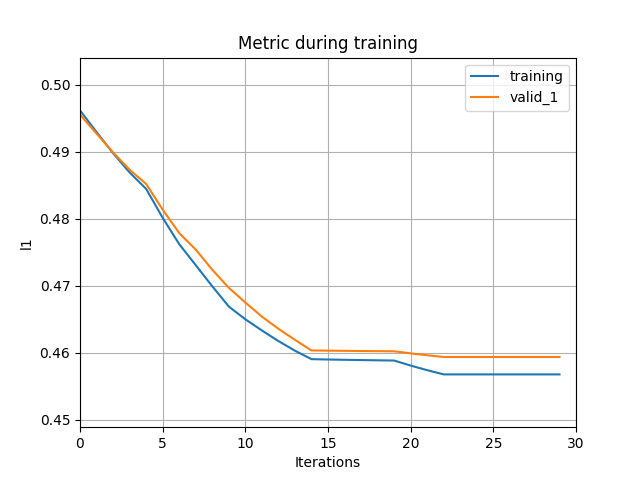 Metric during training
0.50
0.49
0.48
0.47
0.46
0.45
l1
0 5 10 15 20 25 30
Iterations
training
valid_1